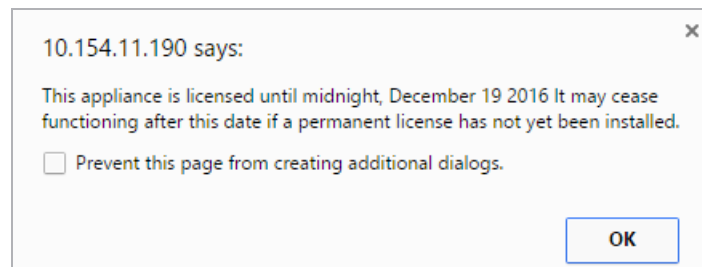 10.154.11.190 says:
This appliance is licensed until midnight, December 19 2016 It may cease
functioning after this date if a permanent license has not yet been installed.
Prevent this page from creating additional dialogs.
OK